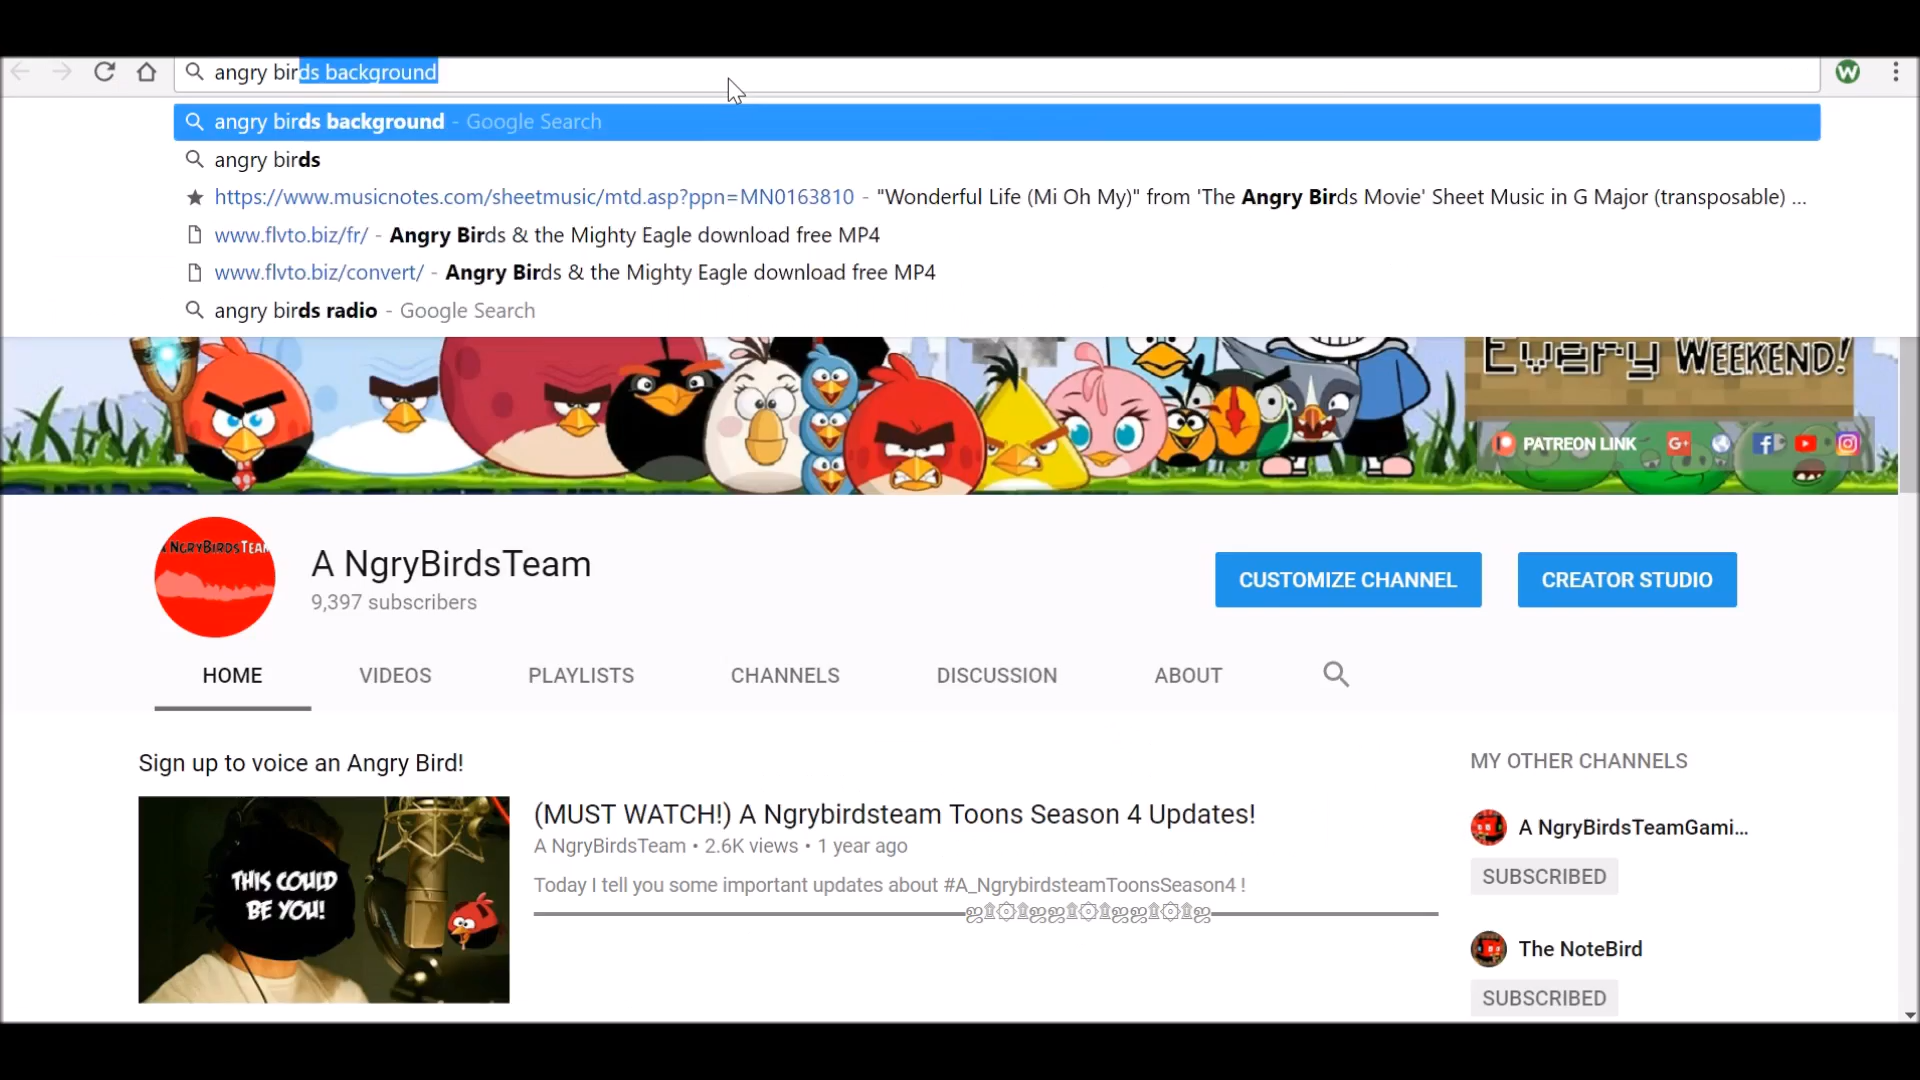 angry birds background
angry birds background - Google Search
angry birds
https://www.musicnotes.com/sheetmusic/mtd.asp?ppn=MN0163810 - "Wonderful Life (Mi Oh My)" from 'The Angry Birds Movie' Sheet Music in G Major (transposable) ...
www.flvto.biz/fr/ - Angry Birds & the Mighty Eagle download free MP4
www.flvto.biz/convert/ - Angry Birds & the Mighty Eagle download free MP4
angry birds radio - Google Search
Every WEEKEND!
PATREON LINK
A NgryBirdsTeam
9,397 subscribers
CUSTOMIZE CHANNEL
CREATOR STUDIO
HOME VIDEOS PLAYLISTS CHANNELS DISCUSSION ABOUT
Sign up to voice an Angry Bird!
THIS COULD
BE YOU!
(MUST WATCH!) A Ngrybirdsteam Toons Season 4 Updates!
A NgryBirdsTeam • 2.6K views • 1 year ago
Today I tell you some important updates about #A_NgrybirdsteamToonsSeason4 !
MY OTHER CHANNELS
A NgryBirdsTeamGami...
SUBSCRIBED
The NoteBird
SUBSCRIBED